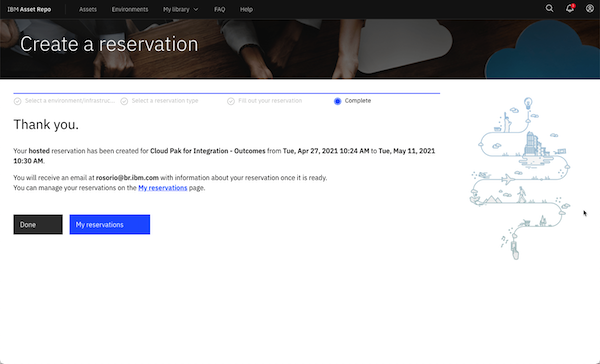 IBM Asset Repo Assets Environments My library FAQ Help
Create a reservation
Select a environment/infrastruc... Select a reservation type Fill out your reservation Complete
Thank you.
Your hosted reservation has been created for Cloud Pak for Integration - Outcomes from Tue, Apr 27, 2021 10:24 AM to Tue, May 11, 2021
10:30 AM.
You will receive an email at rosorio@br.ibm.com with information about your reservation once it is ready.
You can manage your reservations on the My reservations page.
Done My reservations